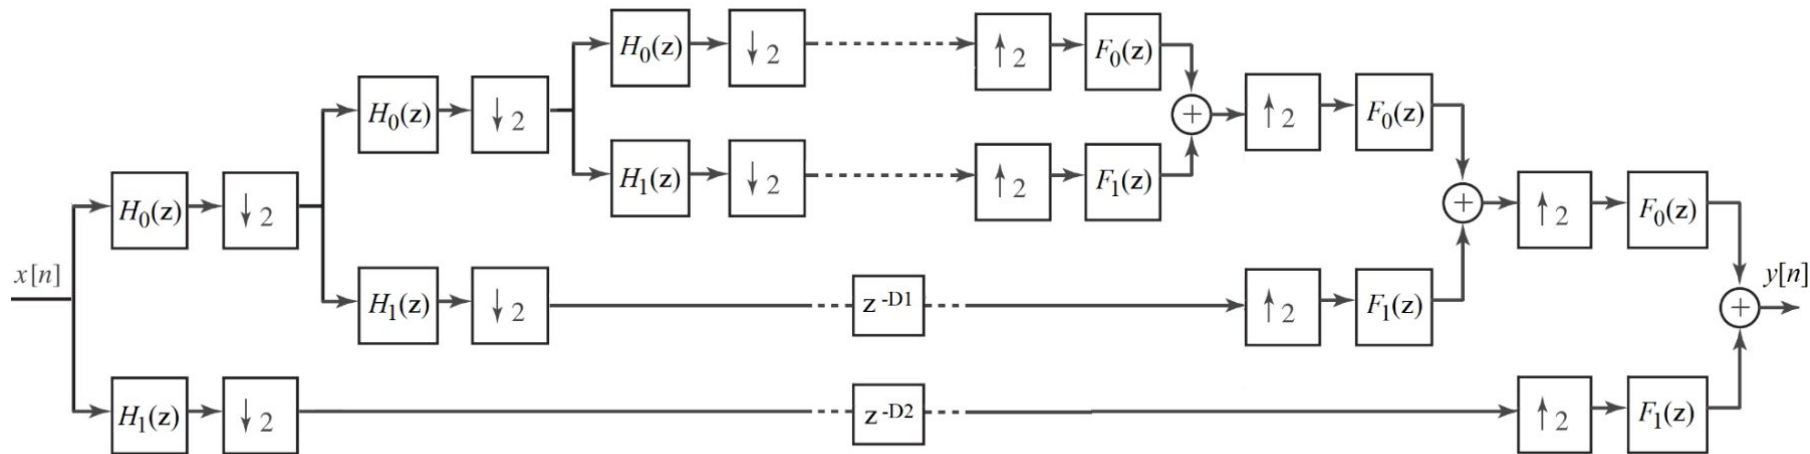 H0(z) ↓2 ↑2 F0(z)
H0(z) ↓2 + ↑2 F0(z)
H1(z) ↓2 ↑2 F1(z)
H0(z) ↓2 + ↑2 F0(z)
x[n] y[n]
H1(z) ↓2 z-D1 ↑2 F1(z) +
H1(z) ↓2 z-D2 ↑2 F1(z)